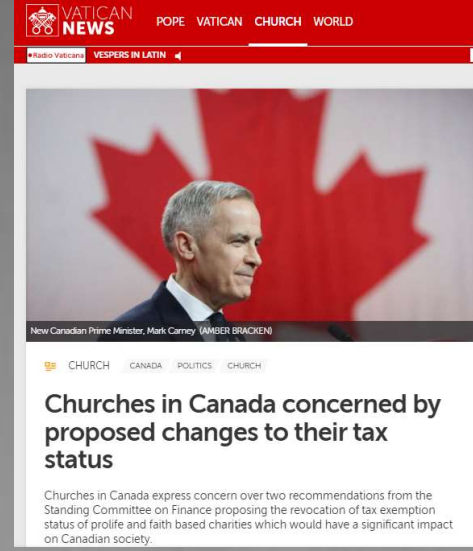 VATICAN
NEWS
POPE VATICAN CHURCH WORLD
Radio Vaticana VESPERS IN LATIN
New Canadian Prime Minister, Mark Carney (AMBER BRACKEN)
CHURCH CANADA POLITICS CHURCH
Churches in Canada concerned by
proposed changes to their tax
status
Churches in Canada express concern over two recommendations from the
Standing Committee on Finance proposing the revocation of tax exemption
status of prolife and faith based charities which would have a significant impact
on Canadian society.